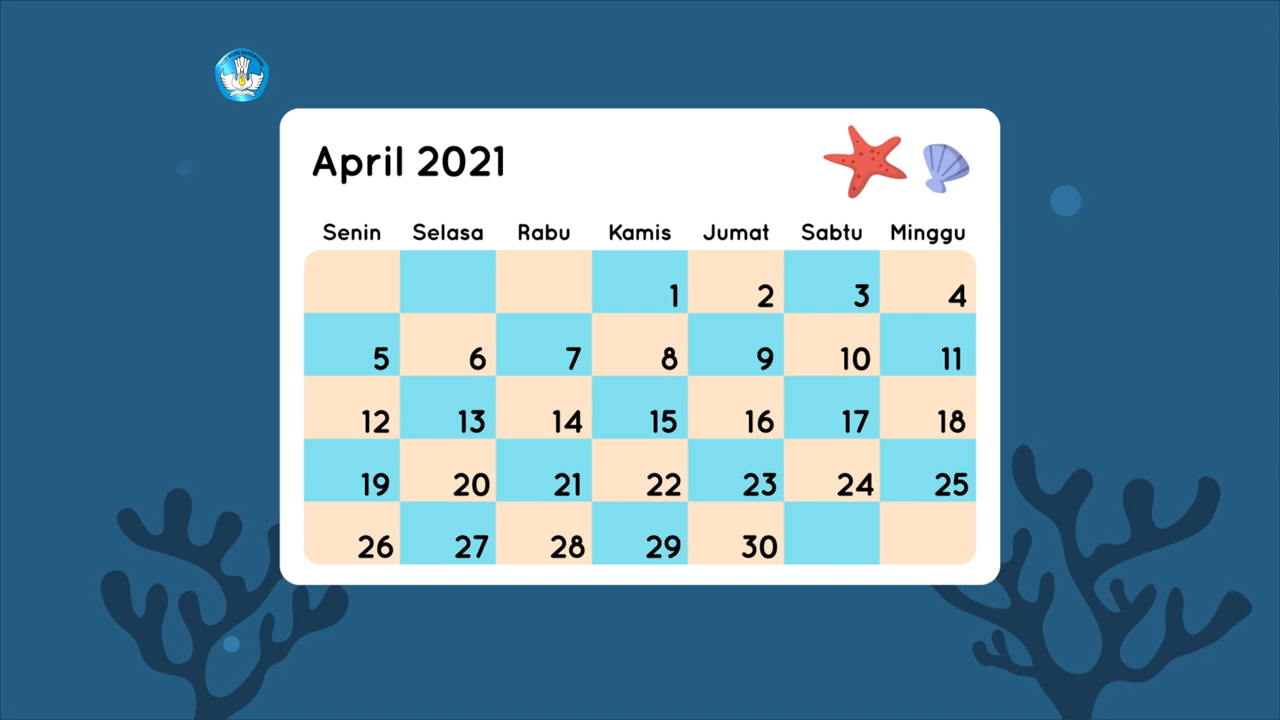 April 2021
Senin Selasa Rabu Kamis Jumat Sabtu Minggu
1 2 3 4
5 6 7 8 9 10 11
12 13 14 15 16 17 18
19 20 21 22 23 24 25
26 27 28 29 30